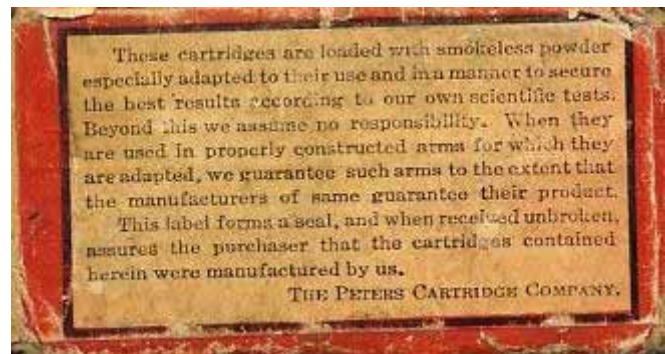 These cartridges are loaded with smokeless powder
especially adapted to their use and in a manner to secure
the best results according to our own scientific tests.
Beyond this we assume no responsibility. When they
are used in properly constructed arms for which they
are adapted, we guarantee such arms to the extent that
the manufacturers of same guarantee their product.
This label forms a seal, and when received unbroken,
assures the purchaser that the cartridges contained
herein were manufactured by us.
THE PETERS CARTRIDGE COMPANY.